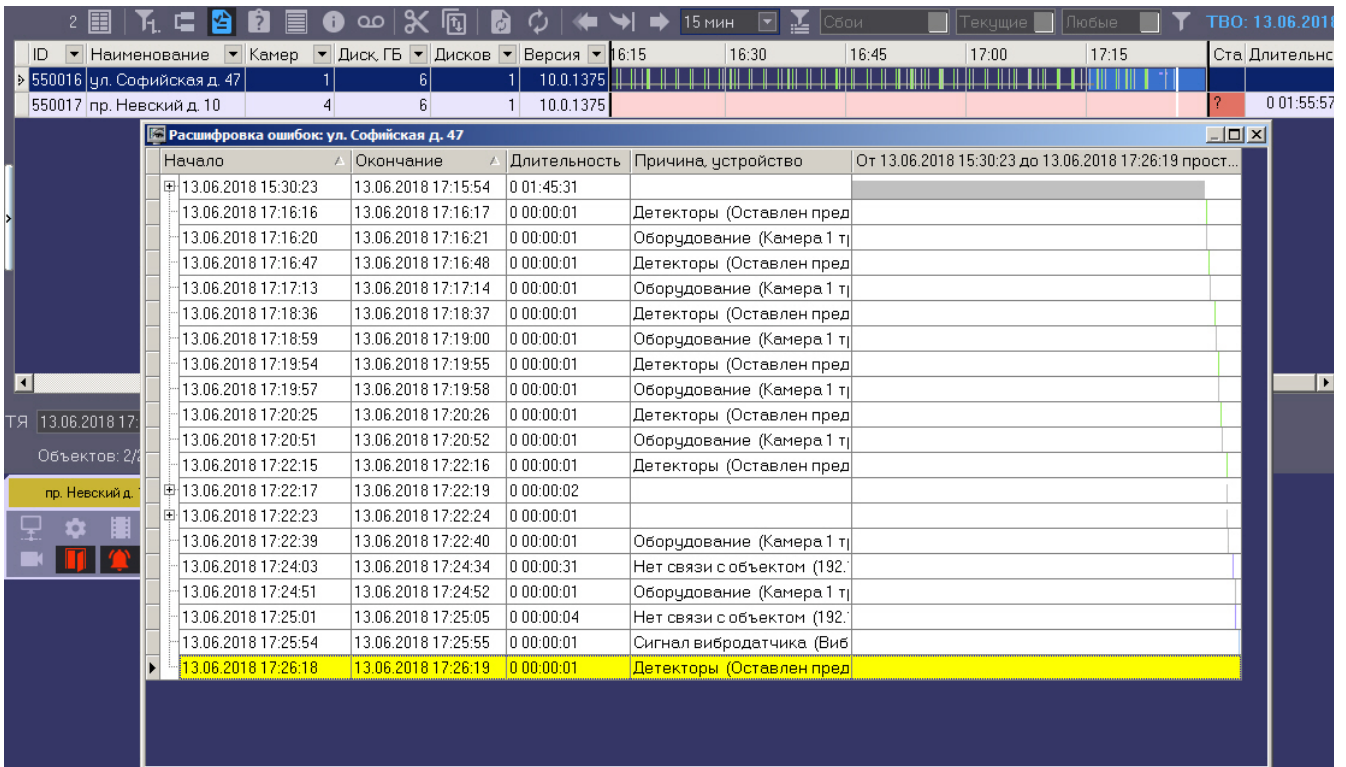 2 15 мин Сбои Текущие Любые ТВО: 13.06.2018
ID Наименование Камер Диск, ГБ Дисков Версия 16:15 16:30 16:45 17:00 17:15 Ста Длительнс
550016 ул. Софийская д. 47 1 6 1 10.0.1375
550017 пр. Невский д. 10 4 6 1 10.0.1375 ? 0 01:55:57
Расшифровка ошибок: ул. Софийская д. 47
Начало Окончание Длительность Причина, устройство От 13.06.2018 15:30:23 до 13.06.2018 17:26:19 прост...
13.06.2018 15:30:23 13.06.2018 17:15:54 0 01:45:31
13.06.2018 17:16:16 13.06.2018 17:16:17 0 00:00:01 Детекторы (Оставлен пред
13.06.2018 17:16:20 13.06.2018 17:16:21 0 00:00:01 Оборудование (Камера 1 т
13.06.2018 17:16:47 13.06.2018 17:16:48 0 00:00:01 Детекторы (Оставлен пред
13.06.2018 17:17:13 13.06.2018 17:17:14 0 00:00:01 Оборудование (Камера 1 т
13.06.2018 17:18:36 13.06.2018 17:18:37 0 00:00:01 Детекторы (Оставлен пред
13.06.2018 17:18:59 13.06.2018 17:19:00 0 00:00:01 Оборудование (Камера 1 т
13.06.2018 17:19:54 13.06.2018 17:19:55 0 00:00:01 Детекторы (Оставлен пред
13.06.2018 17:19:57 13.06.2018 17:19:58 0 00:00:01 Оборудование (Камера 1 т
13.06.2018 17:20:25 13.06.2018 17:20:26 0 00:00:01 Детекторы (Оставлен пред
ТЯ 13.06.2018 17:
13.06.2018 17:20:51 13.06.2018 17:20:52 0 00:00:01 Оборудование (Камера 1 т
Объектов: 2/2
13.06.2018 17:22:15 13.06.2018 17:22:16 0 00:00:01 Детекторы (Оставлен пред
пр. Невский д.
13.06.2018 17:22:17 13.06.2018 17:22:19 0 00:00:02
13.06.2018 17:22:23 13.06.2018 17:22:24 0 00:00:01
13.06.2018 17:22:39 13.06.2018 17:22:40 0 00:00:01 Оборудование (Камера 1 т
13.06.2018 17:24:03 13.06.2018 17:24:34 0 00:00:31 Нет связи с объектом (192.
13.06.2018 17:24:51 13.06.2018 17:24:52 0 00:00:01 Оборудование (Камера 1 т
13.06.2018 17:25:01 13.06.2018 17:25:05 0 00:00:04 Нет связи с объектом (192.
13.06.2018 17:25:54 13.06.2018 17:25:55 0 00:00:01 Сигнал вибродатчика (Виб
13.06.2018 17:26:18 13.06.2018 17:26:19 0 00:00:01 Детекторы (Оставлен пред